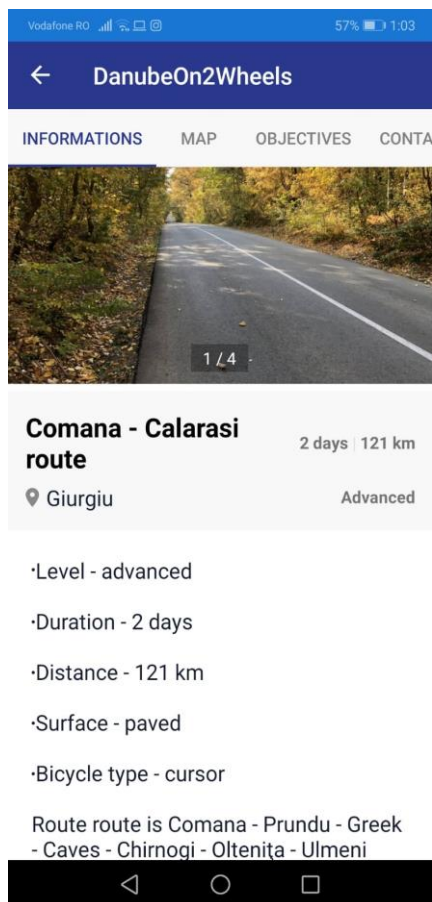 Vodafone RO 57% 1:03
DanubeOn2Wheels
INFORMATIONS MAP OBJECTIVES CONTA
1 / 4
Comana - Calarasi
route
2 days | 121 km
Giurgiu
Advanced
·Level - advanced
·Duration - 2 days
·Distance - 121 km
·Surface - paved
·Bicycle type - cursor
Route route is Comana - Prundu - Greek
- Caves - Chirnogi - Olteniţa - Ulmeni